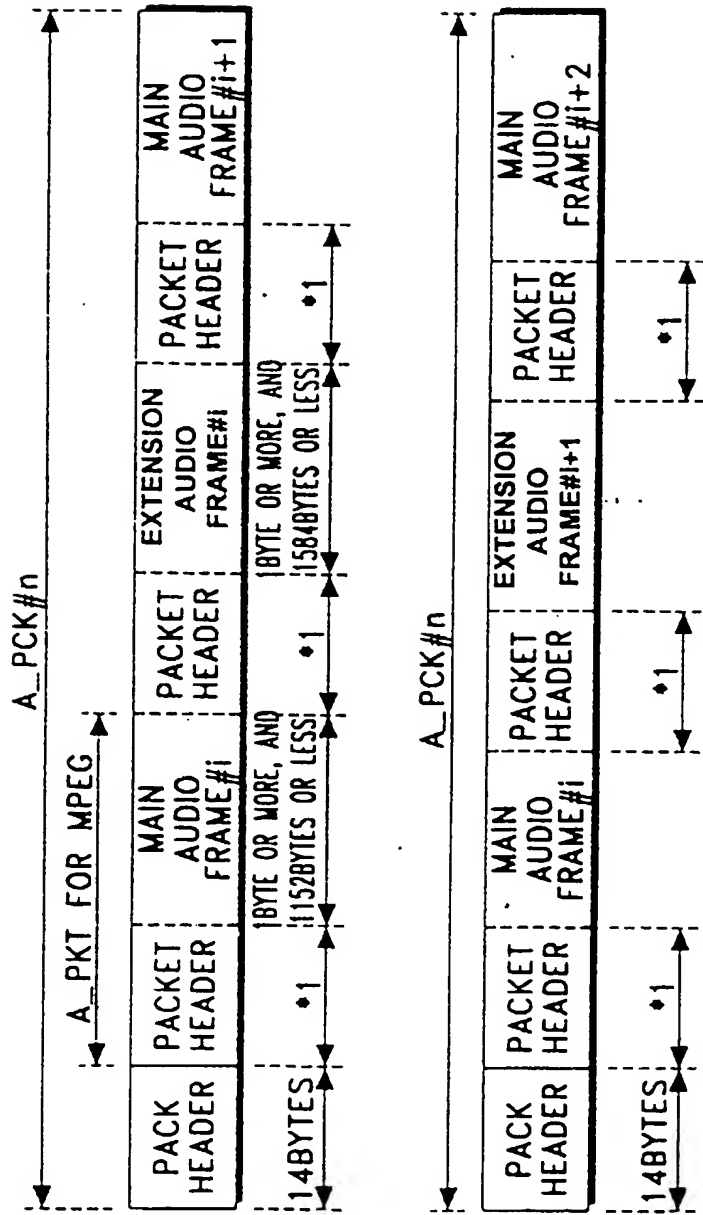 A_PCK#n
A_PKT FOR MPEG
PACK
HEADER
PACKET
HEADER
MAIN
AUDIO
FRAME#i
PACKET
HEADER
EXTENSION
AUDIO
FRAME#i
PACKET
HEADER
MAIN
AUDIO
FRAME#i+1
14BYTES
*1
1BYTE OR MORE, AND
1152BYTES OR LESS
*1
1BYTE OR MORE, AND
1584BYTES OR LESS
*1
A_PCK#n
PACK
HEADER
PACKET
HEADER
MAIN
AUDIO
FRAME#i
PACKET
HEADER
EXTENSION
AUDIO
FRAME#i+1
PACKET
HEADER
MAIN
AUDIO
FRAME#i+2
14BYTES
*1
*1
*1